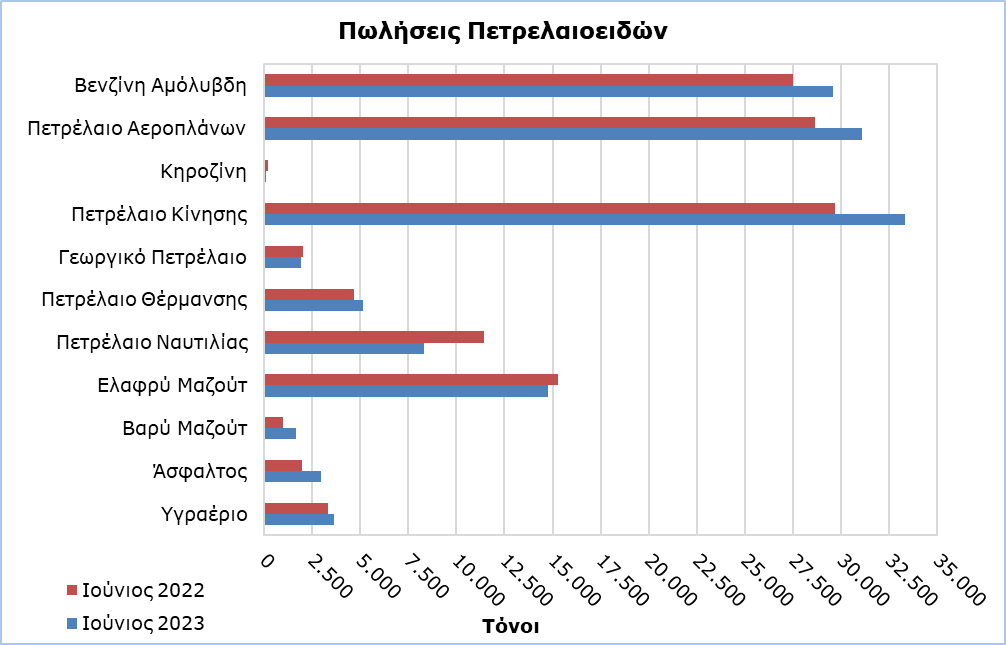 Πωλήσεις Πετρελαιοειδών
Βενζίνη Αμόλυβδη
Πετρέλαιο Αεροπλάνων
Κηροζίνη
Πετρέλαιο Κίνησης
Γεωργικό Πετρέλαιο
Πετρέλαιο Θέρμανσης
Πετρέλαιο Ναυτιλίας
Ελαφρύ Μαζούτ
Βαρύ Μαζούτ
Άσφαλτος
Υγραέριο
0 2.500 5.000 7.500 10.000 12.500 15.000 17.500 20.000 22.500 25.000 27.500 30.000 32.500 35.000
Τόνοι
Ιούνιος 2022
Ιούνιος 2023